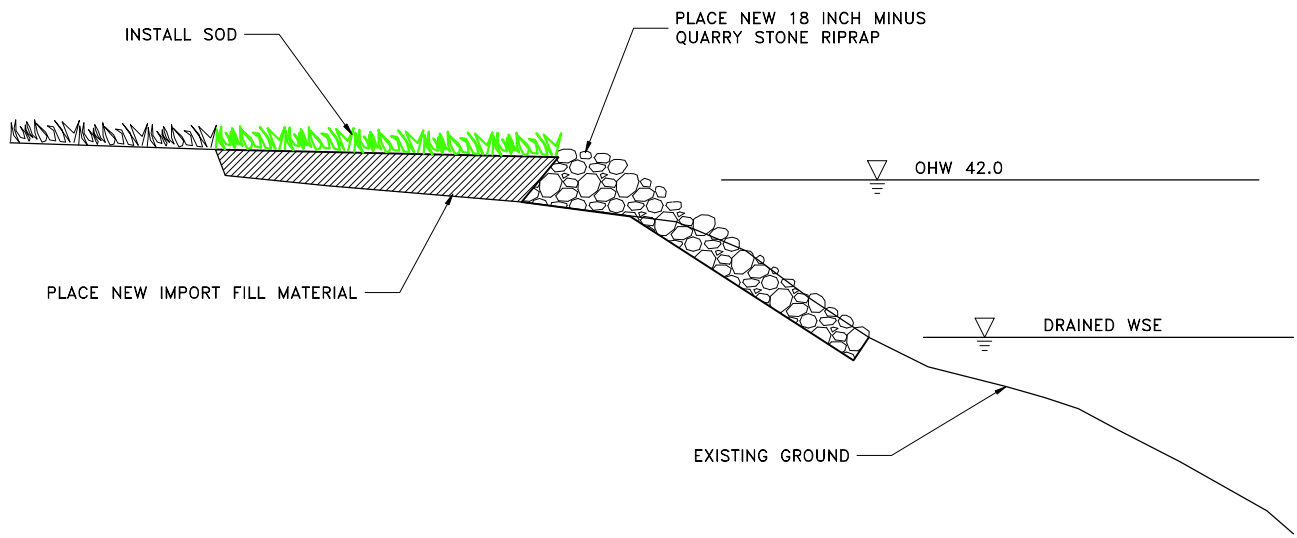 PLACE NEW 18 INCH MINUS
QUARRY STONE RIPRAP
INSTALL SOD
OHW 42.0
PLACE NEW IMPORT FILL MATERIAL
DRAINED WSE
EXISTING GROUND